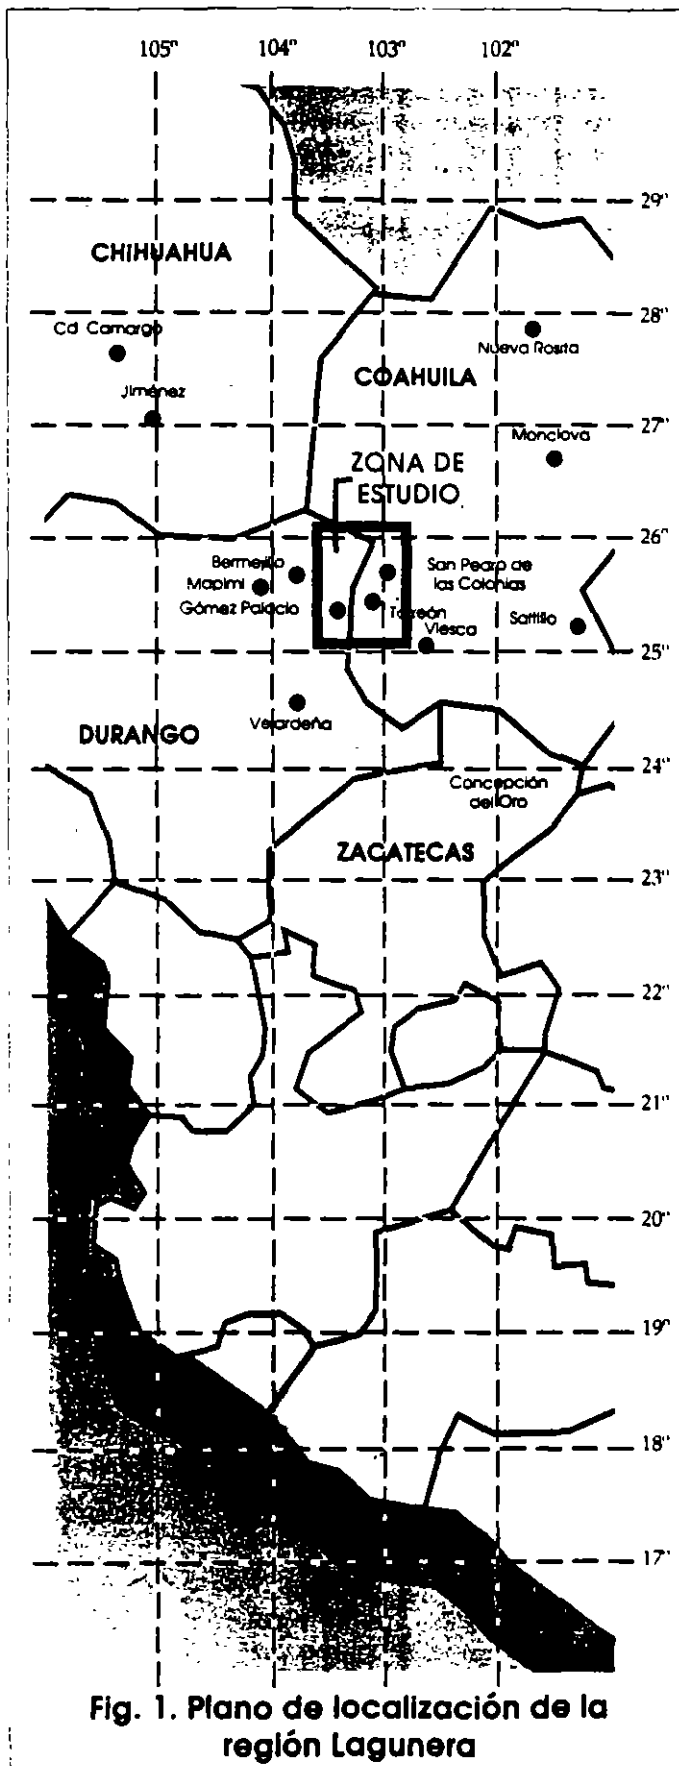 105° 104° 103° 102°
29°
CHIHUAHUA
28°
Cd Camargo
Nueva Rosita
COAHUILA
Jiménez
27°
Monclova
ZONA DE
ESTUDIO
26°
Bermejillo
San Pedro de
las Colonias
Mapimí
Gómez Palacio
Torreón
Viesca
Saltillo
25°
Velardeña
DURANGO
24°
Concepción
del Oro
ZACATECAS
23°
22°
21°
20°
19°
18°
17°
Fig. 1. Plano de localización de la
región Lagunera